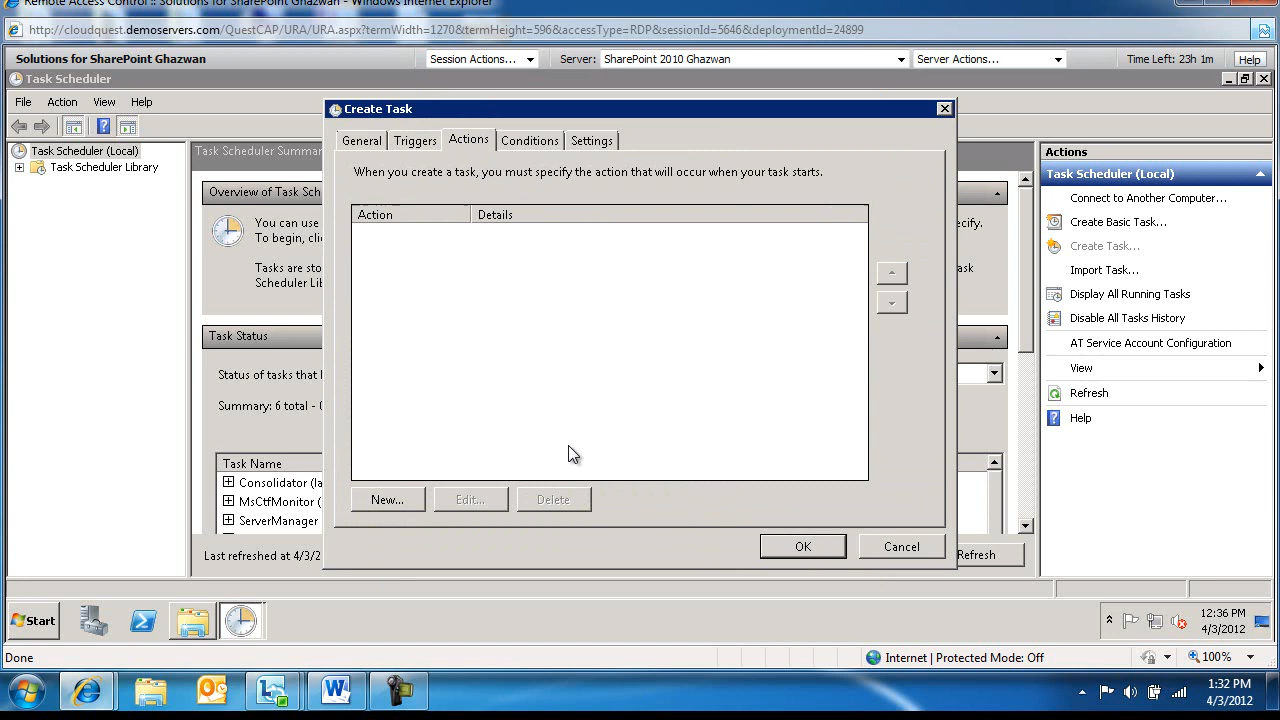 Remote Access Control :: Solutions for SharePoint Ghazwan - Windows Internet Explorer
http://cloudquest.demoservers.com/QuestCAP/URA/URA.aspx?termWidth=1270&termHeight=596&accessType=RDP&sessionId=5646&deploymentId=24899
Solutions for SharePoint Ghazwan
Session Actions...
Server:
SharePoint 2010 Ghazwan
Server Actions...
Time Left: 23h 1m
Help
Task Scheduler
File Action View Help
Task Scheduler (Local)
Task Scheduler Library
Task Scheduler Summa
Overview of Task Sch
You can use
To begin, clic
Tasks are sto
Scheduler Lib
ecify.
ask
Task Status
Status of tasks that l
Summary: 6 total - 0
Task Name
Consolidator (la
MsCtfMonitor (
ServerManager
Last refreshed at 4/3/2
Refresh
Create Task
General Triggers Actions Conditions Settings
When you create a task, you must specify the action that will occur when your task starts.
Action Details
New... Edit... Delete
OK Cancel
Actions
Task Scheduler (Local)
Connect to Another Computer...
Create Basic Task...
Create Task...
Import Task...
Display All Running Tasks
Disable All Tasks History
AT Service Account Configuration
View
Refresh
Help
Start
12:36 PM
4/3/2012
Done
Internet | Protected Mode: Off
100%
1:32 PM
4/3/2012